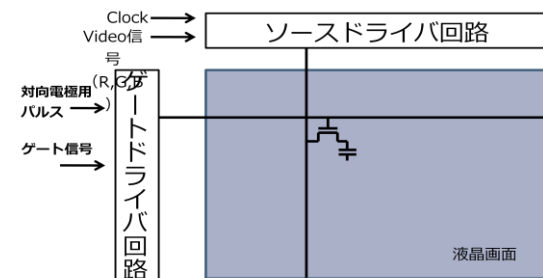 Clock
Video信
号
(R,G,B
)
ソースドライバ回路
対向電極用
パルス
ゲート信号
ゲートドライバ回路
液晶画面